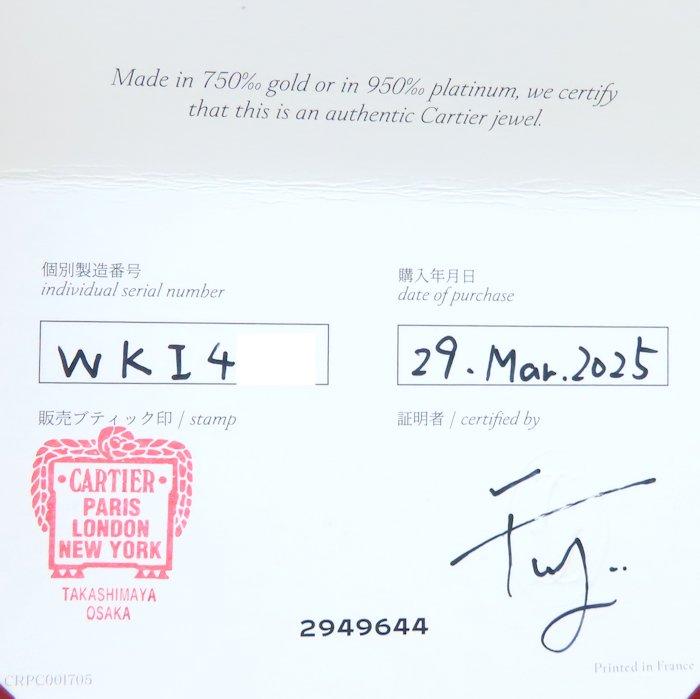 Made in 750‰ gold or in 950‰ platinum, we certify
that this is an authentic Cartier jewel.
個別製造番号
individual serial number
購入年月日
date of purchase
WKI4
29. Mar. 2025
販売ブティック印 / stamp
証明者 / certified by
CARTIER
PARIS
LONDON
NEW YORK
TAKASHIMAYA
OSAKA
2949644
CRPC001705
Printed in France